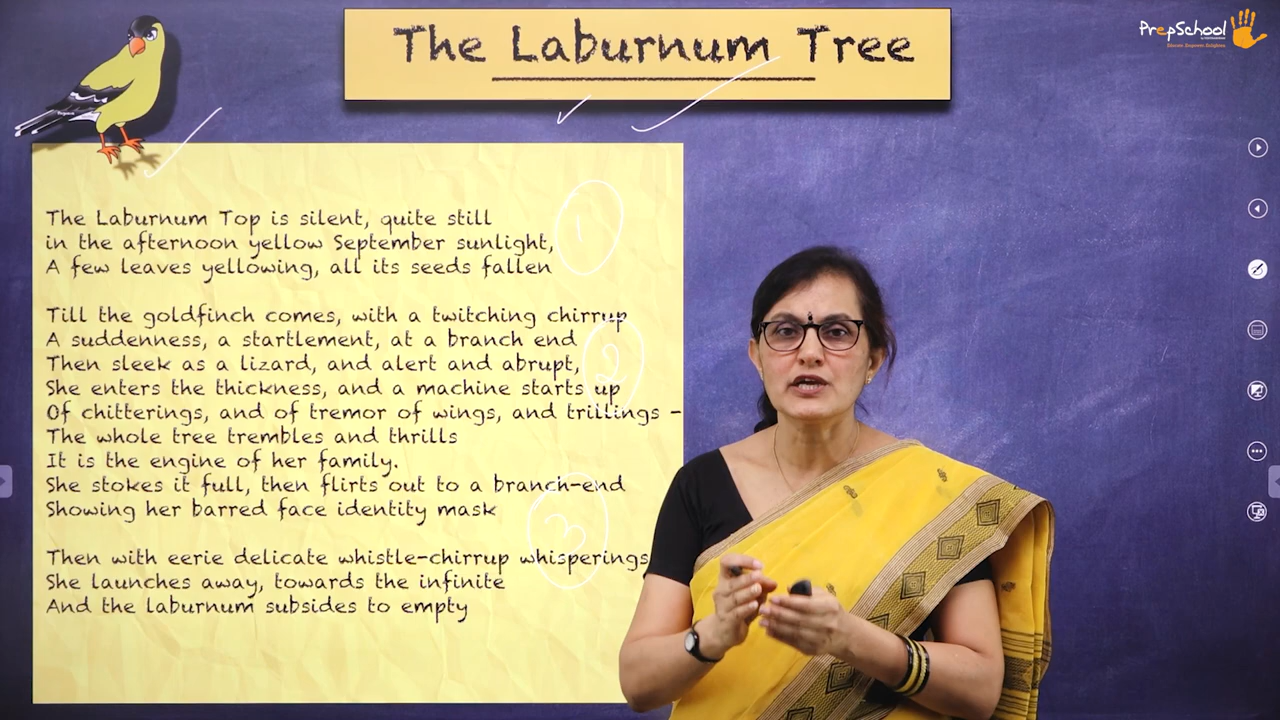 The Laburnum Tree
PrepSchool
The Laburnum Top is silent, quite still
in the afternoon yellow September sunlight,
A few leaves yellowing, all its seeds fallen
1
Till the goldfinch comes, with a twitching chirrup
A suddenness, a startlement, at a branch end
Then sleek as a lizard, and alert and abrupt,
She enters the thickness, and a machine starts up
Of chitterings, and of tremor of wings, and trillings -
The whole tree trembles and thrills
It is the engine of her family.
She stokes it full, then flirts out to a branch-end
Showing her barred face identity mask
2
Then with eerie delicate whistle-chirrup whisperings
She launches away, towards the infinite
And the laburnum subsides to empty
3